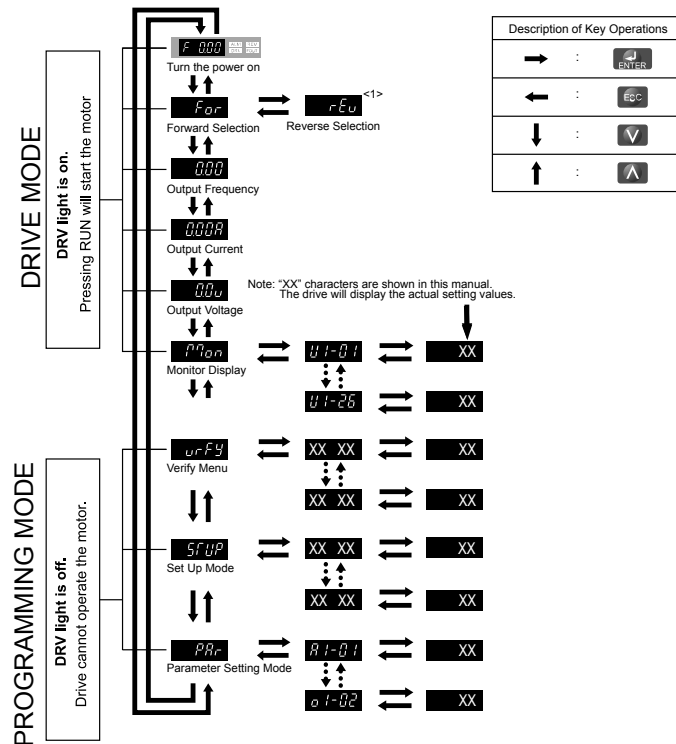 DRIVE MODE
DRV light is on.
Pressing RUN will start the motor
F 0.00
Turn the power on
For
Forward Selection
rEv
<1>
Reverse Selection
0.00
Output Frequency
0.00A
Output Current
0.0v
Output Voltage
Note: “XX” characters are shown in this manual.
The drive will display the actual setting values.
Mon
Monitor Display
U1-01
XX
U1-26
XX
PROGRAMMING MODE
DRV light is off.
Drive cannot operate the motor.
vrFY
Verify Menu
XX XX
XX
XX XX
XX
STUP
Set Up Mode
XX XX
XX
XX XX
XX
PAr
Parameter Setting Mode
A1-01
XX
o1-02
XX
Description of Key Operations
:
ENTER
:
ESC
:
: